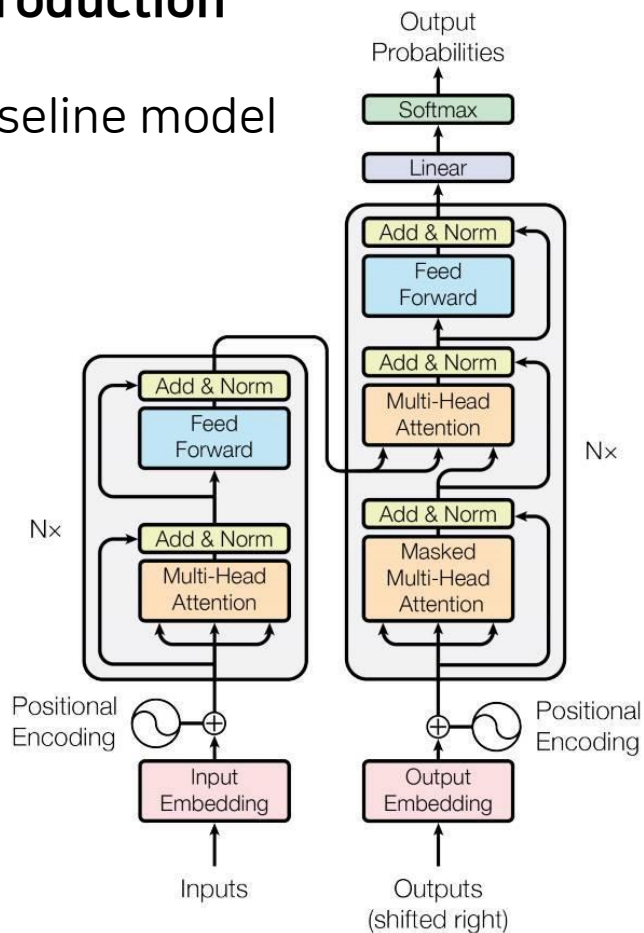 roduction
seline model
Output
Probabilities
Softmax
Linear
Add & Norm
Feed
Forward
Add & Norm
Multi-Head
Attention
Add & Norm
Masked
Multi-Head
Attention
Nx
Add & Norm
Feed
Forward
Add & Norm
Multi-Head
Attention
Nx
Positional
Encoding
Positional
Encoding
Input
Embedding
Output
Embedding
Inputs
Outputs
(shifted right)